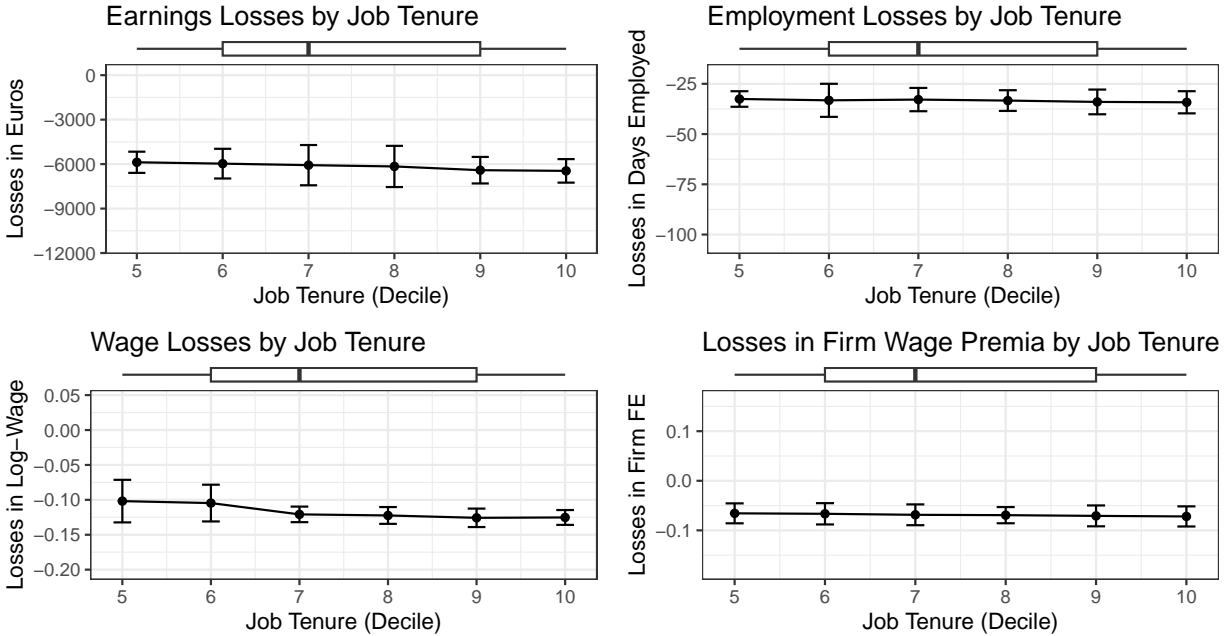 Earnings Losses by Job Tenure
Losses in Euros
0
−3000
−6000
−9000
−12000
5 6 7 8 9 10
Job Tenure (Decile)
Employment Losses by Job Tenure
Losses in Days Employed
−25
−50
−75
−100
5 6 7 8 9 10
Job Tenure (Decile)
Wage Losses by Job Tenure
Losses in Log−Wage
0.05
0.00
−0.05
−0.10
−0.15
−0.20
5 6 7 8 9 10
Job Tenure (Decile)
Losses in Firm Wage Premia by Job Tenure
Losses in Firm FE
0.1
0.0
−0.1
5 6 7 8 9 10
Job Tenure (Decile)